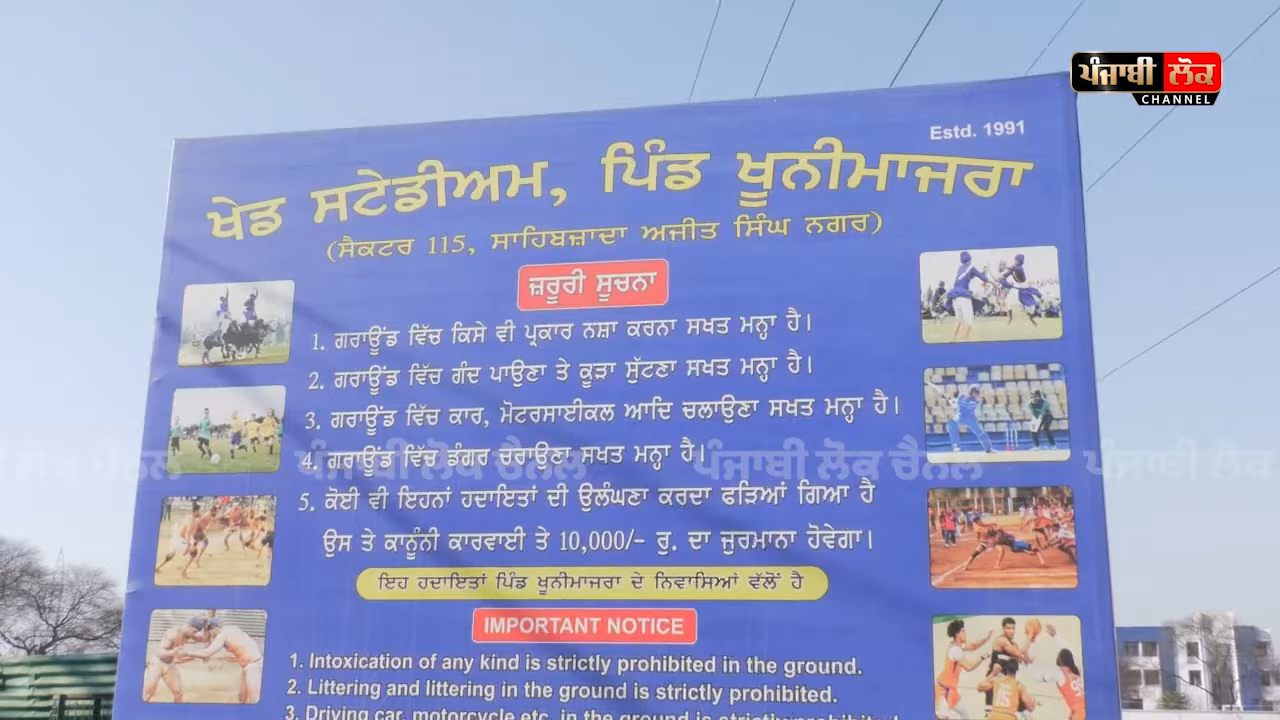 ਪੰਜਾਬੀ ਲੋਕ
CHANNEL
Estd. 1991
ਖੇਡ ਸਟੇਡੀਅਮ, ਪਿੰਡ ਖੂਨੀਮਾਜਰਾ
(ਸੈਕਟਰ 115, ਸਾਹਿਬਜ਼ਾਦਾ ਅਜੀਤ ਸਿੰਘ ਨਗਰ)
ਜ਼ਰੂਰੀ ਸੂਚਨਾ
1. ਗਰਾਊਂਡ ਵਿੱਚ ਕਿਸੇ ਵੀ ਪ੍ਰਕਾਰ ਨਸ਼ਾ ਕਰਨਾ ਸਖਤ ਮਨ੍ਹਾ ਹੈ।
2. ਗਰਾਊਂਡ ਵਿੱਚ ਗੰਦ ਪਾਉਣਾ ਤੇ ਕੂੜਾ ਸੁੱਟਣਾ ਸਖਤ ਮਨ੍ਹਾ ਹੈ।
3. ਗਰਾਊਂਡ ਵਿੱਚ ਕਾਰ, ਮੋਟਰਸਾਈਕਲ ਆਦਿ ਚਲਾਉਣਾ ਸਖਤ ਮਨ੍ਹਾ ਹੈ।
4. ਗਰਾਊਂਡ ਵਿੱਚ ਡੰਗਰ ਚਰਾਉਣਾ ਸਖਤ ਮਨ੍ਹਾ ਹੈ।
ਪੰਜਾਬੀ ਲੋਕ ਚੈਨਲ ਪੰਜਾਬੀ ਲੋਕ ਚੈਨਲ ਪੰਜਾਬੀ ਲੋਕ
5. ਕੋਈ ਵੀ ਇਹਨਾਂ ਹਦਾਇਤਾਂ ਦੀ ਉਲੰਘਣਾ ਕਰਦਾ ਫੜਿਆਂ ਗਿਆ ਹੈ
ਉਸ ਤੇ ਕਾਨੂੰਨੀ ਕਾਰਵਾਈ ਤੇ 10,000/- ਰੁ. ਦਾ ਜੁਰਮਾਨਾ ਹੋਵੇਗਾ।
ਇਹ ਹਦਾਇਤਾਂ ਪਿੰਡ ਖੂਨੀਮਾਜਰਾ ਦੇ ਨਿਵਾਸਿਆਂ ਵੱਲੋਂ ਹੈ
IMPORTANT NOTICE
1. Intoxication of any kind is strictly prohibited in the ground.
2. Littering and littering in the ground is strictly prohibited.
3. Driving car, motorcycle etc. in the ground is strictly prohibited.